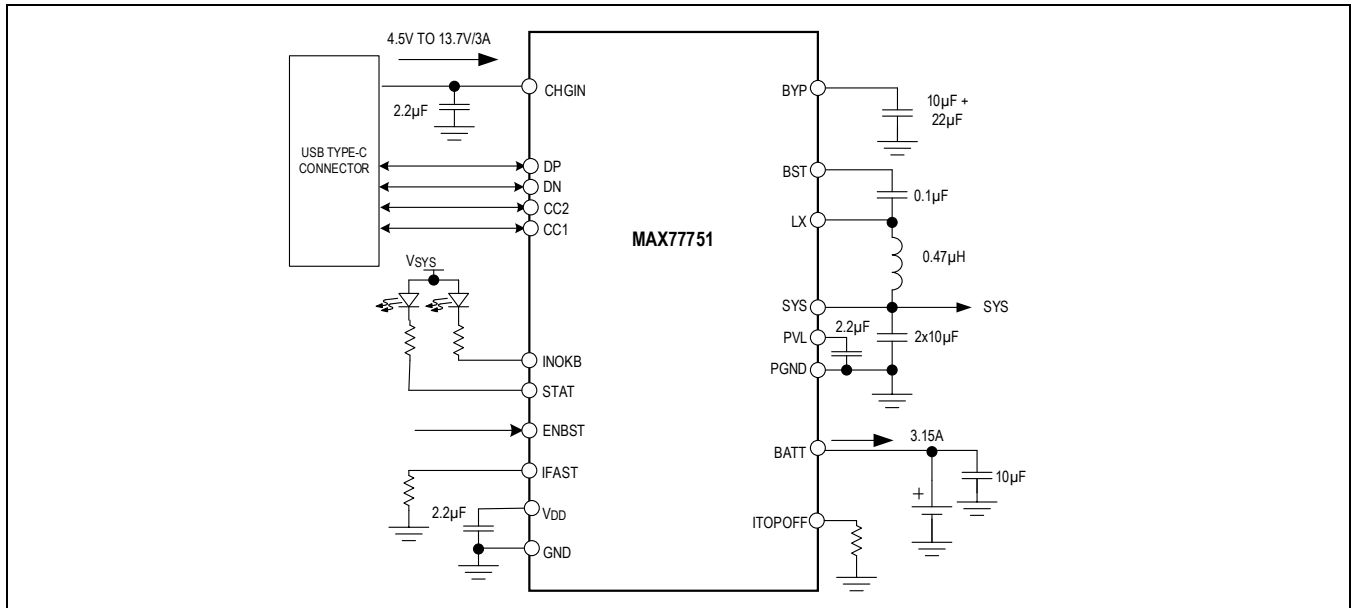 4.5V TO 13.7V/3A
CHGIN
2.2µF
USB TYPE-C
CONNECTOR
DP
DN
CC2
CC1
VSYS
INOKB
STAT
ENBST
IFAST
2.2µF
VDD
GND
MAX77751
BYP
10µF +
22µF
BST
0.1µF
LX
0.47µH
SYS
SYS
PVL
2.2µF
2x10µF
PGND
BATT
3.15A
10µF
+
ITOPOFF